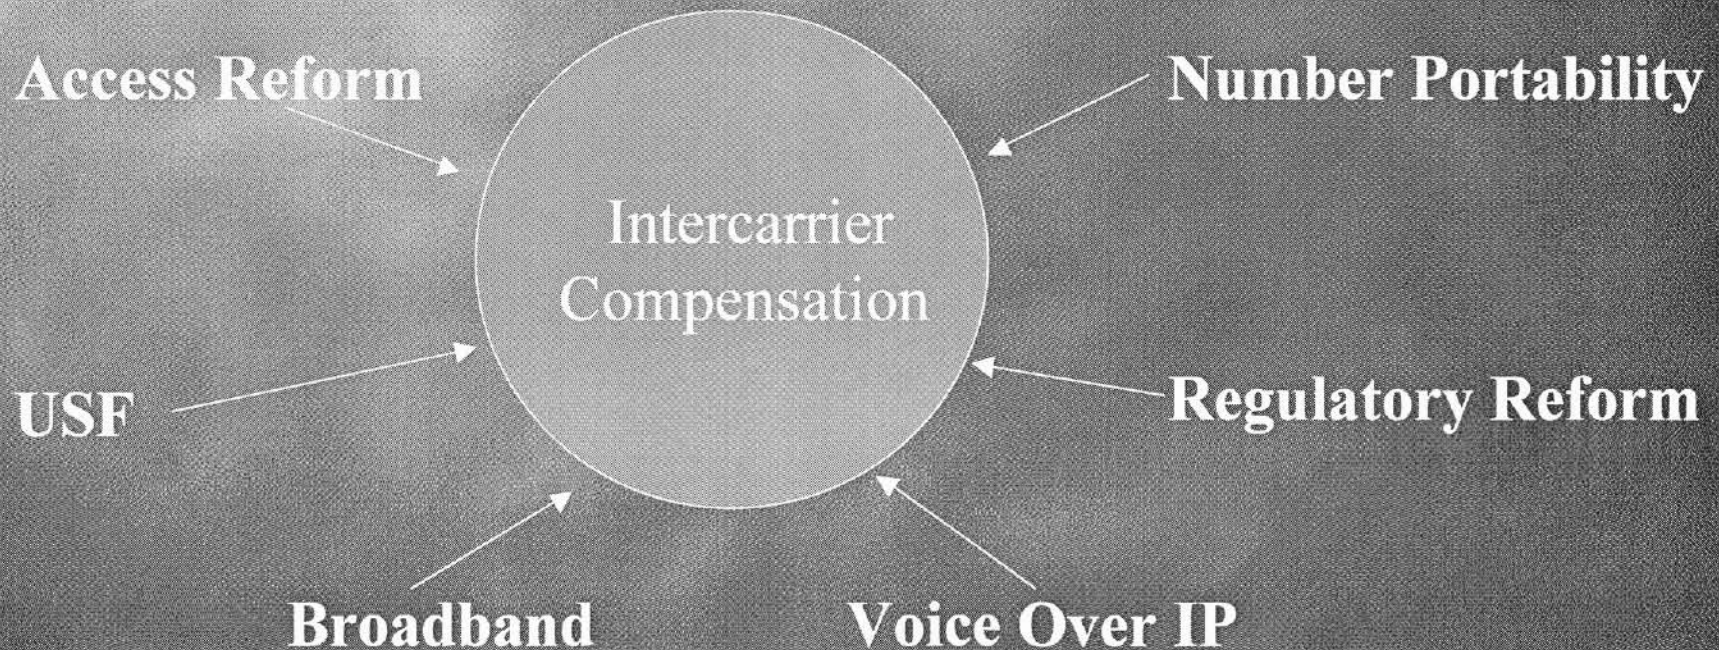 Access Reform
Number Portability
Intercarrier
Compensation
USF
Regulatory Reform
Broadband
Voice Over IP